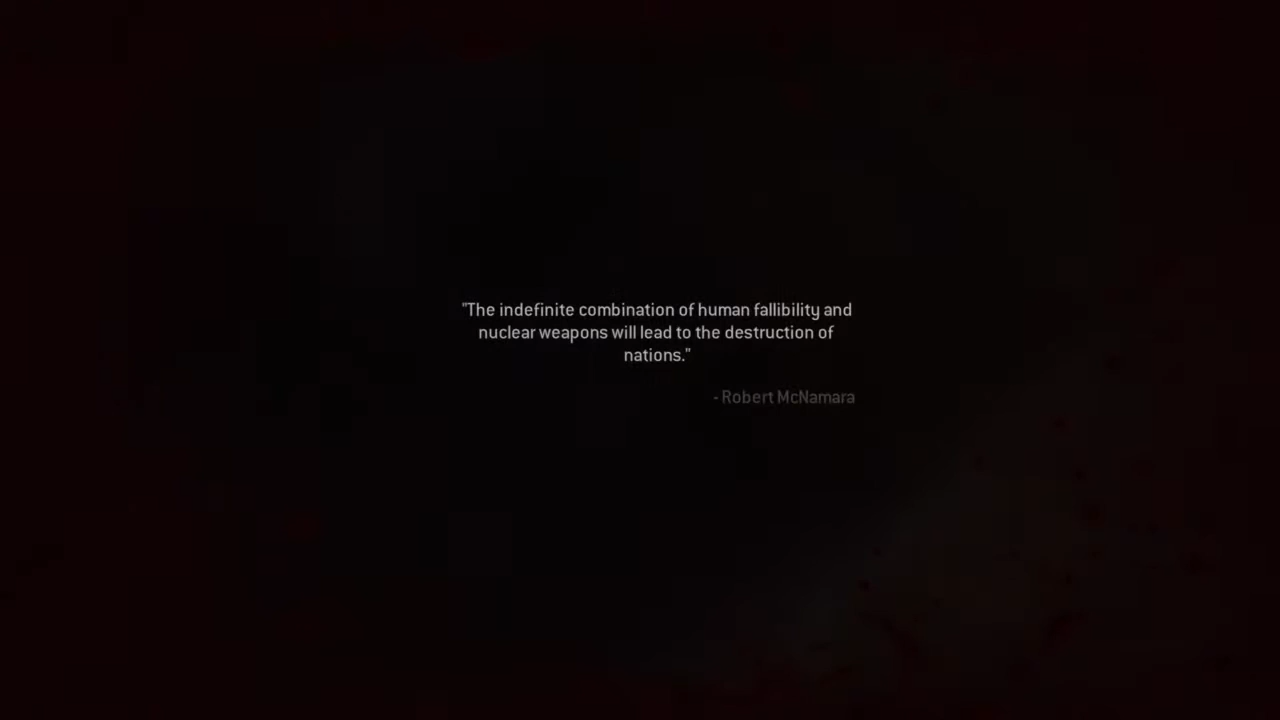 "The indefinite combination of human fallibility and
nuclear weapons will lead to the destruction of
nations."
- Robert McNamara